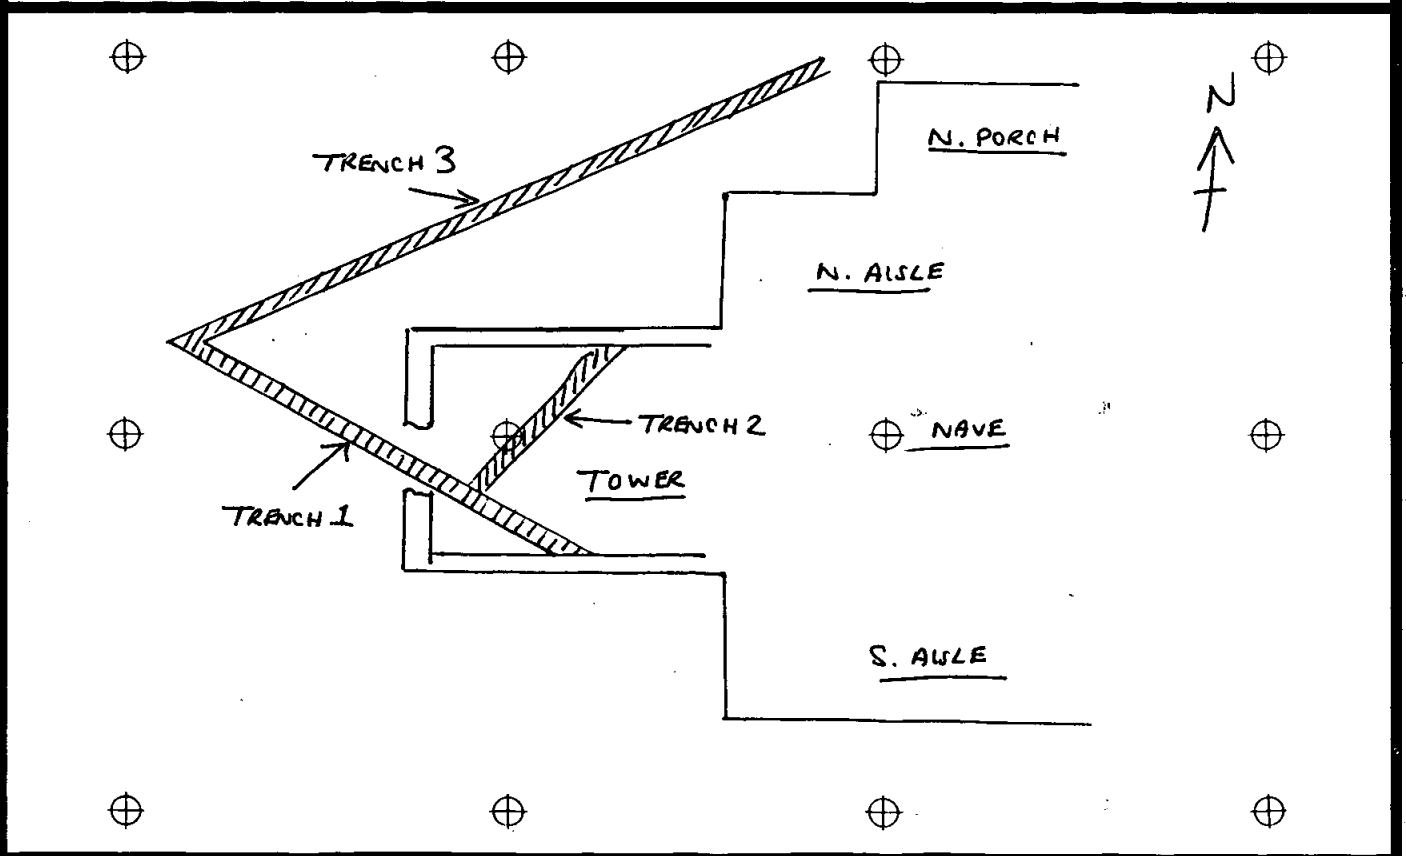 N
N. PORCH
TRENCH 3
N. AISLE
TRENCH 2
NAVE
TOWER
TRENCH 1
S. AISLE